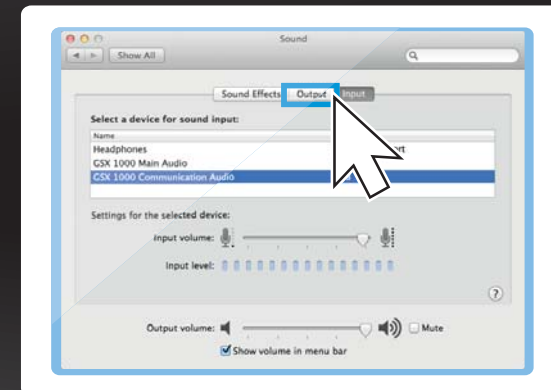 Sound
Show All
Sound Effects Output Input
Select a device for sound input:
Name
Headphones
GSX 1000 Main Audio
GSX 1000 Communication Audio
Settings for the selected device:
Input volume:
Input level:
?
Output volume: Mute
Show volume in menu bar